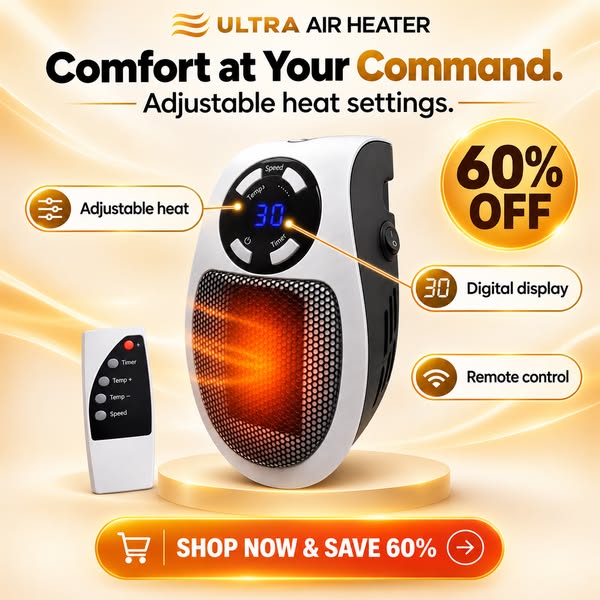 ULTRA AIR HEATER
Comfort at Your Command.
Adjustable heat settings.
60%
OFF
Speed
Temp
30
Timer
Adjustable heat
30 Digital display
Remote control
Timer
Temp +
Temp –
Speed
SHOP NOW & SAVE 60%